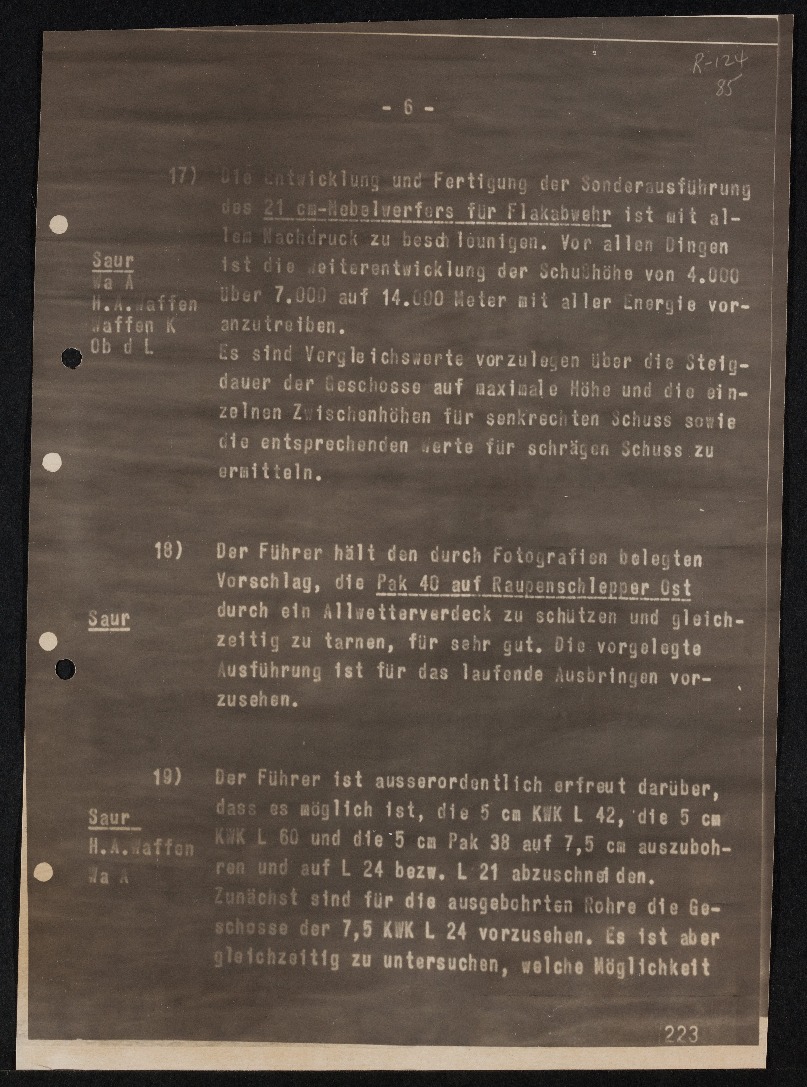 R-124
85
- 6 -
17) Die Entwicklung und Fertigung der Sonderausführung
des 21 cm-Nebelwerfers für Flakabwehr ist mit al-
lem Nachdruck zu beschleunigen. Vor allen Dingen
ist die Weiterentwicklung der Schußhöhe von 4.000
über 7.000 auf 14.000 Meter mit aller Energie vor-
anzutreiben.
Es sind Vergleichswerte vorzulegen über die Steig-
dauer der Geschosse auf maximale Höhe und die ein-
zelnen Zwischenhöhen für senkrechten Schuss sowie
die entsprechenden Werte für schrägen Schuss zu
ermitteln.
Saur
Wa A
H.A.Waffen
Waffen K
Ob d L
18) Der Führer hält den durch Fotografien belegten
Vorschlag, die Pak 40 auf Raupenschlepper Ost
durch ein Allwetterverdeck zu schützen und gleich-
zeitig zu tarnen, für sehr gut. Die vorgelegte
Ausführung ist für das laufende Ausbringen vor-
zusehen.
Saur
19) Der Führer ist ausserordentlich erfreut darüber,
dass es möglich ist, die 5 cm KWK L 42, die 5 cm
KWK L 60 und die 5 cm Pak 38 auf 7,5 cm auszuboh-
ren und auf L 24 bezw. L 21 abzuschneiden.
Zunächst sind für die ausgebohrten Rohre die Ge-
schosse der 7,5 KWK L 24 vorzusehen. Es ist aber
gleichzeitig zu untersuchen, welche Möglichkeit
Saur
H.A.Waffen
Wa A
223